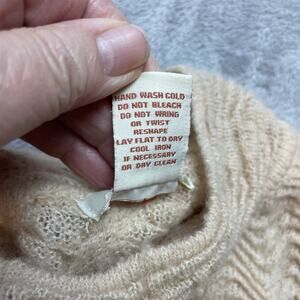 HAND WASH COLD
DO NOT BLEACH
DO NOT WRING
OR TWIST
RESHAPE
LAY FLAT TO DRY
COOL IRON
IF NECESSARY
OR DRY CLEAN